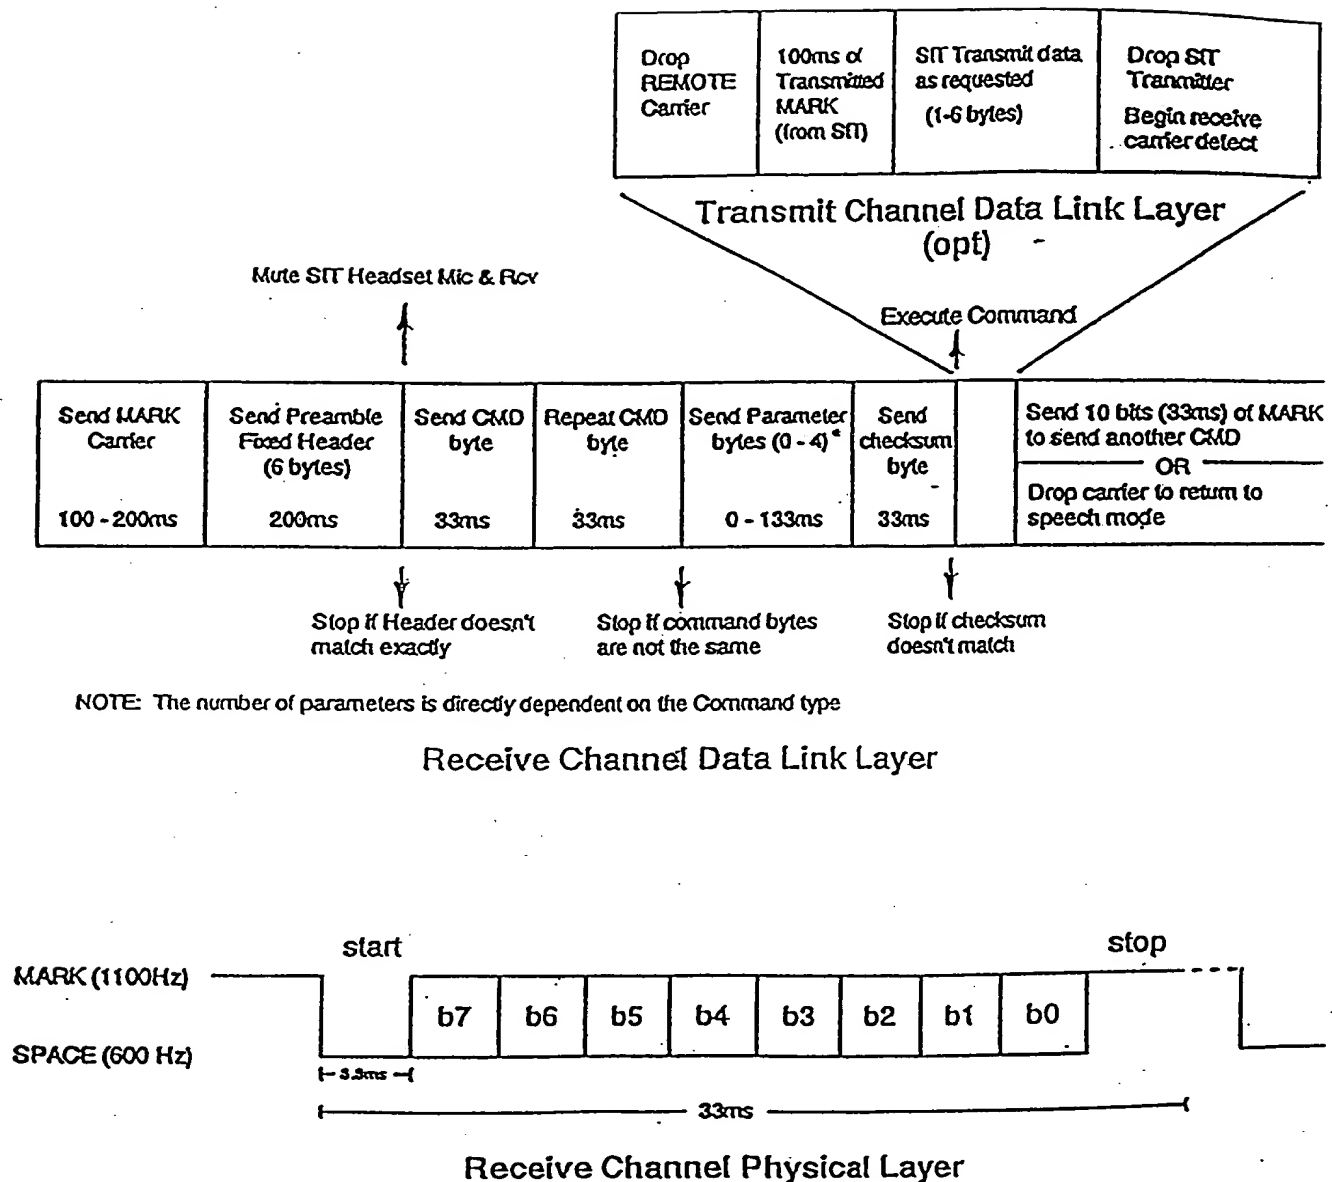 Drop
REMOTE
Carrier
100ms of
Transmitted
MARK
(from SIT)
SIT Transmit data
as requested
(1-6 bytes)
Drop SIT
Tranmitter
Begin receive
carrier detect
Transmit Channel Data Link Layer
(opt)
Mute SIT Headset Mic & Rcv
Execute Command
Send MARK
Carrier
100 - 200ms
Send Preamble
Fixed Header
(6 bytes)
200ms
Send CMD
byte
33ms
Repeat CMD
byte
33ms
Send Parameter
bytes (0 - 4)*
0 - 133ms
Send
checksum
byte
33ms
Send 10 bits (33ms) of MARK
to send another CMD
OR
Drop carrier to return to
speech mode
Stop if Header doesn't
match exactly
Stop if command bytes
are not the same
Stop if checksum
doesn't match
NOTE: The number of parameters is directly dependent on the Command type
Receive Channel Data Link Layer
start
stop
MARK (1100Hz)
b7 b6 b5 b4 b3 b2 b1 b0
SPACE (600 Hz)
3.3ms
33ms
Receive Channel Physical Layer